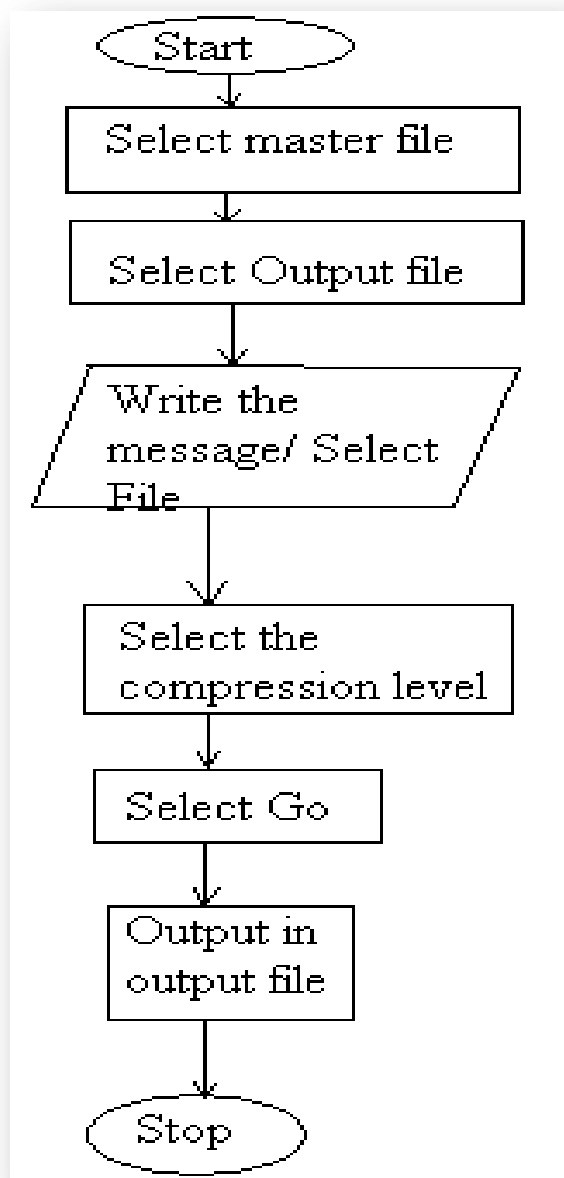 Start
Select master file
Select Output file
Write the
message/ Select
File
Select the
compression level
Select Go
Output in
output file
Stop